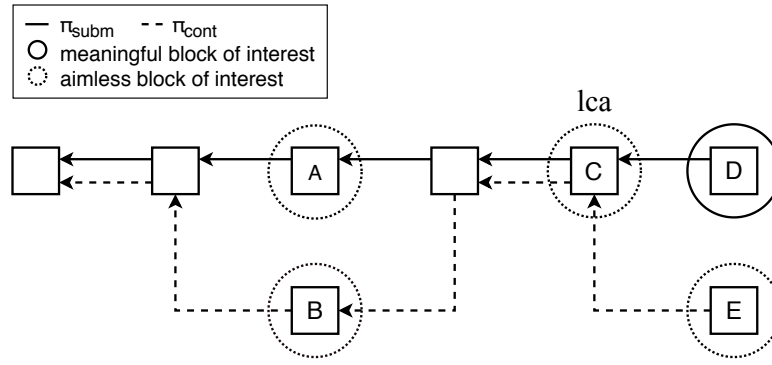 π_subm π_cont
meaningful block of interest
aimless block of interest
lca
A C D
B E